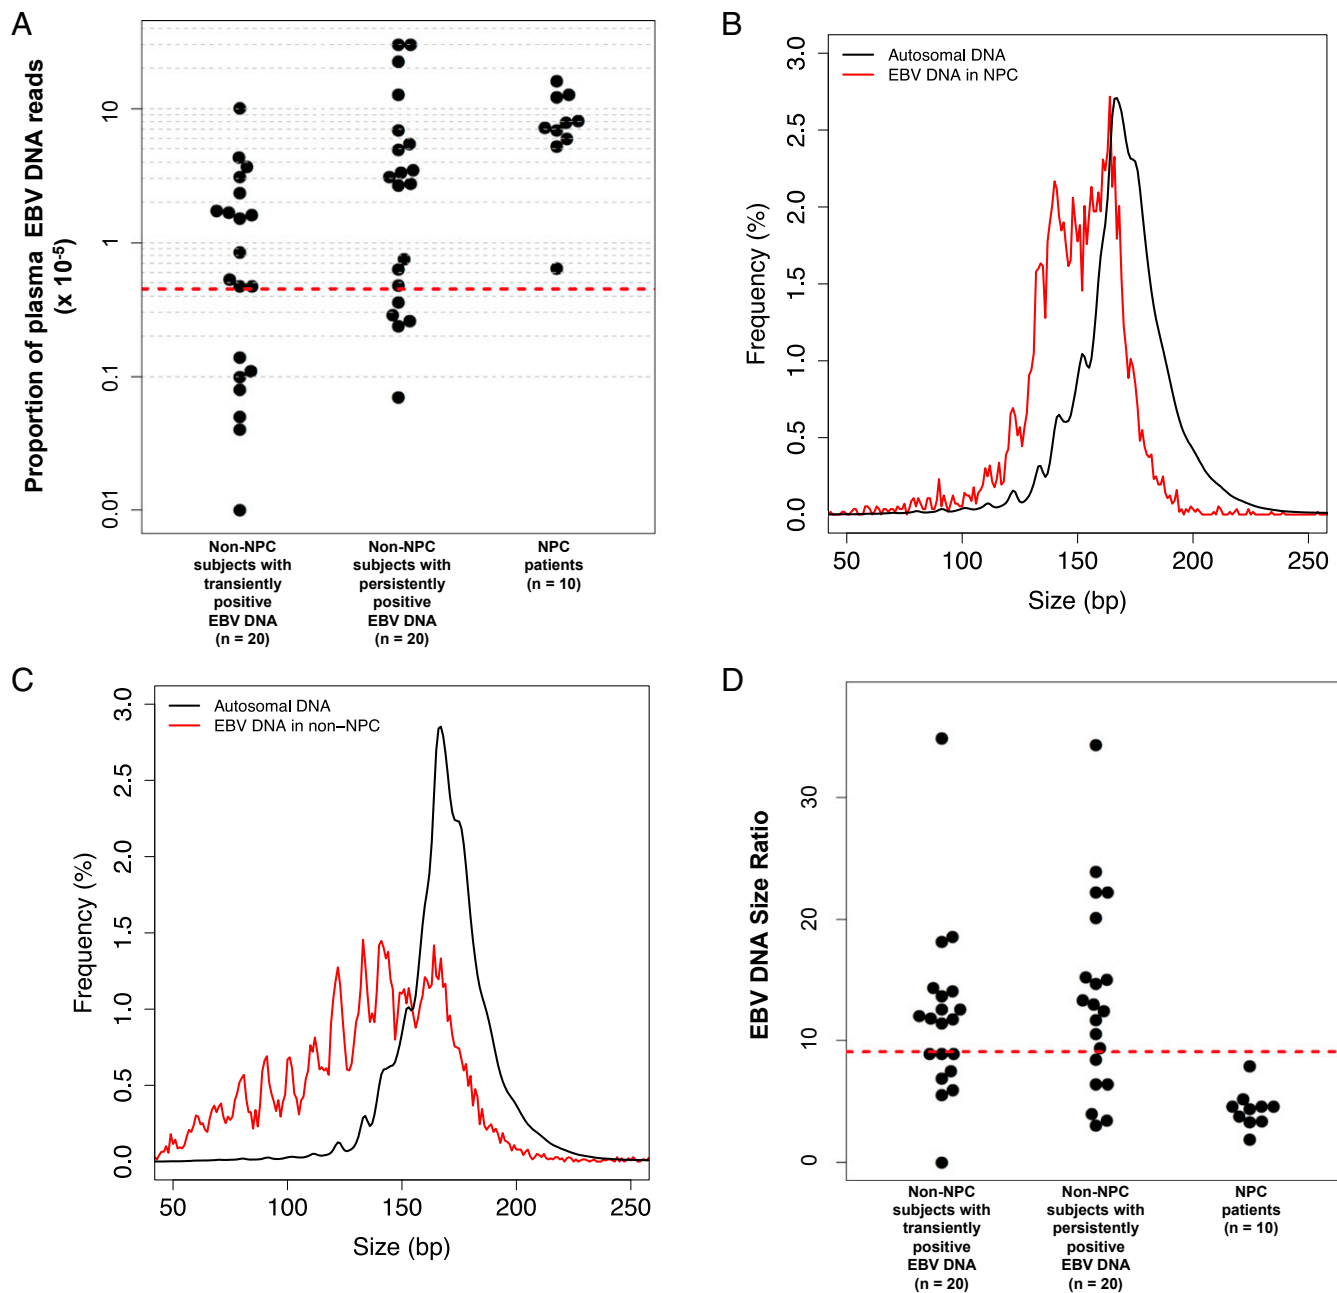 A
Proportion of plasma EBV DNA reads
(x 10-5)
10
1
0.1
0.01
Non-NPC
subjects with
transiently
positive
EBV DNA
(n = 20)
Non-NPC
subjects with
persistently
positive
EBV DNA
(n = 20)
NPC
patients
(n = 10)
B
Autosomal DNA
EBV DNA in NPC
Frequency (%)
3.0
2.5
2.0
1.5
1.0
0.5
0.0
50
100
150
200
250
Size (bp)
C
Autosomal DNA
EBV DNA in non−NPC
Frequency (%)
3.0
2.5
2.0
1.5
1.0
0.5
0.0
50
100
150
200
250
Size (bp)
D
EBV DNA Size Ratio
30
20
10
0
Non-NPC
subjects with
transiently
positive
EBV DNA
(n = 20)
Non-NPC
subjects with
persistently
positive
EBV DNA
(n = 20)
NPC
patients
(n = 10)